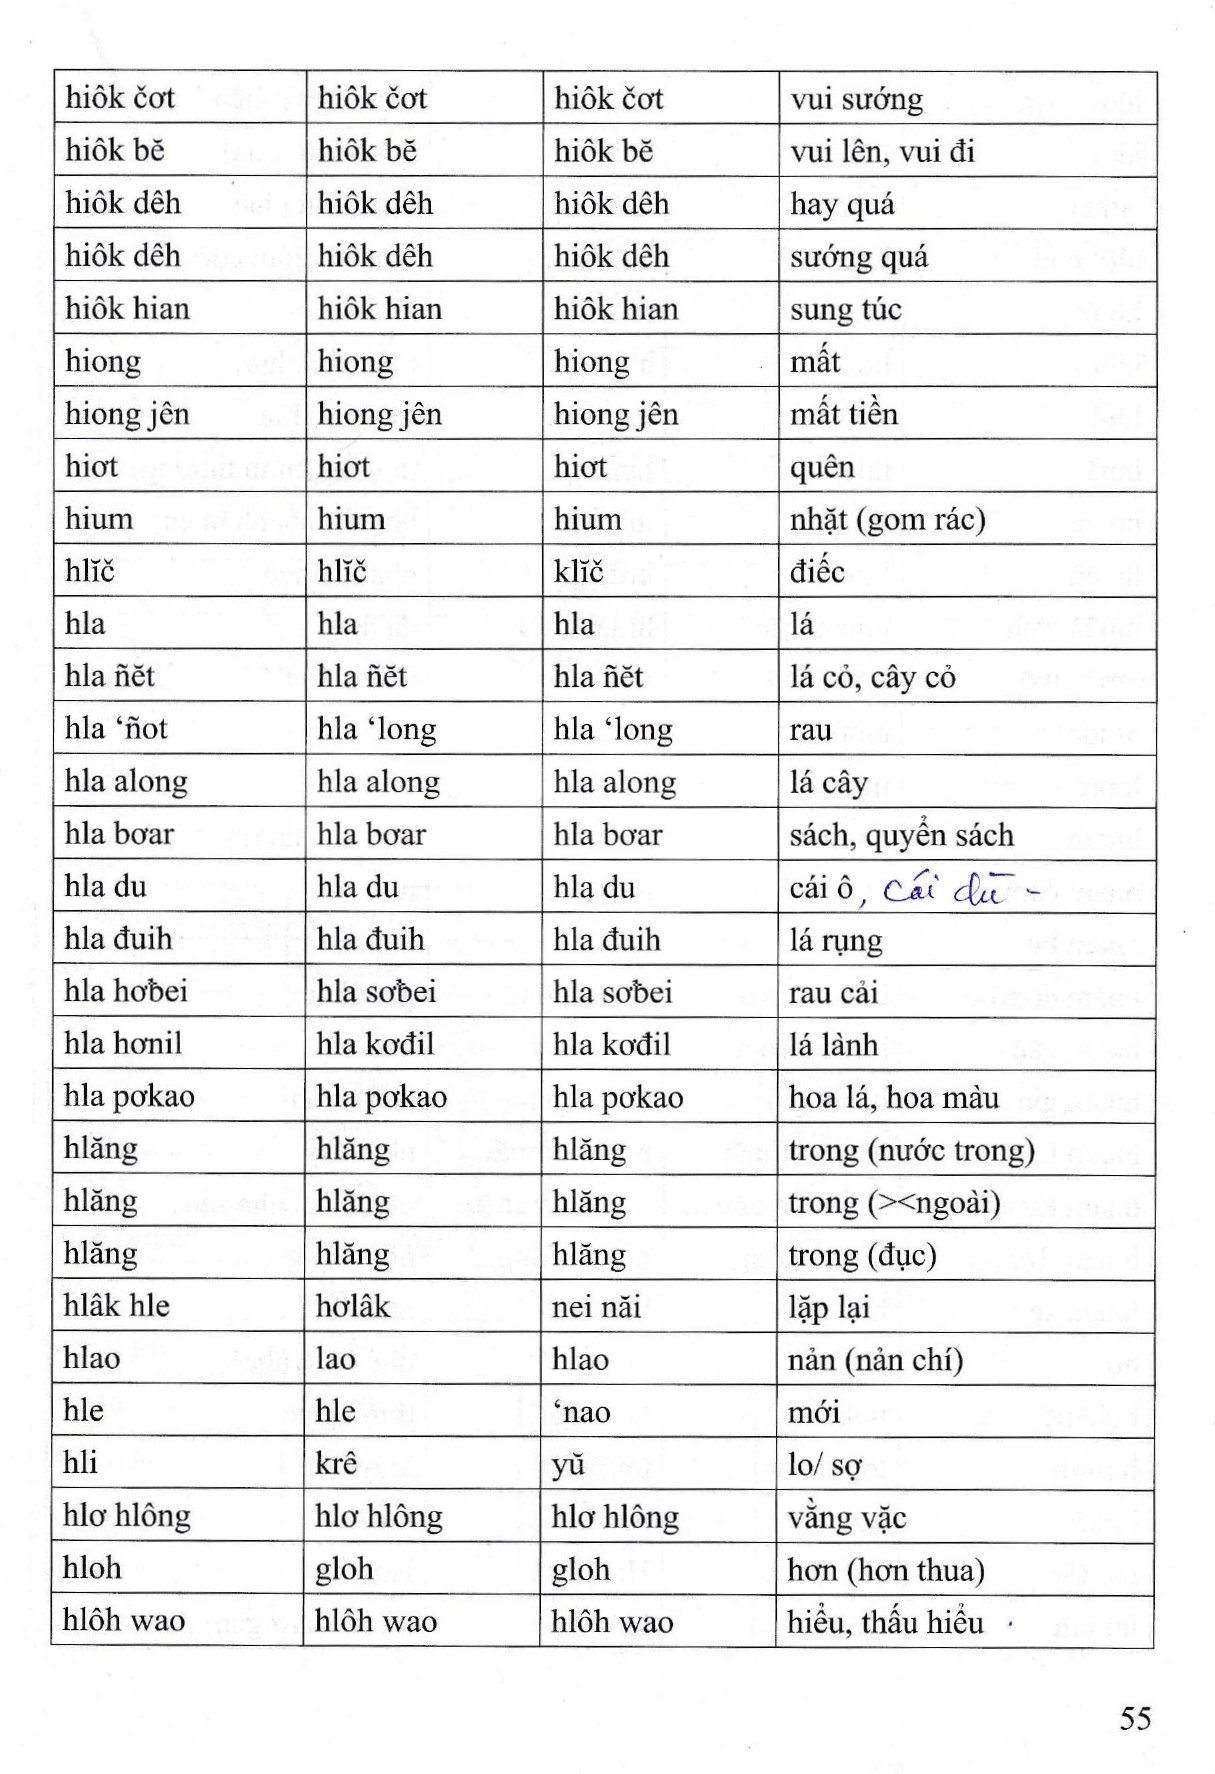 hiôk čơt hiôk čơt hiôk čơt vui sướng
hiôk bĕ hiôk bĕ hiôk bĕ vui lên, vui đi
hiôk dêh hiôk dêh hiôk dêh hay quá
hiôk dêh hiôk dêh hiôk dêh sướng quá
hiôk hian hiôk hian hiôk hian sung túc
hiong hiong hiong mất
hiong jên hiong jên hiong jên mất tiền
hiơt hiơt hiơt quên
hium hium hium nhặt (gom rác)
hlĭč hlĭč klĭč điếc
hla hla hla lá
hla ñĕt hla ñĕt hla ñĕt lá cỏ, cây cỏ
hla ‘ñot hla ‘long hla ‘long rau
hla along hla along hla along lá cây
hla bơar hla bơar hla bơar sách, quyển sách
hla du hla du hla du cái ô, cái dù -
hla đuih hla đuih hla đuih lá rụng
hla hơƀei hla sơƀei hla sơƀei rau cải
hla hơnil hla kơđil hla kơđil lá lành
hla pơkao hla pơkao hla pơkao hoa lá, hoa màu
hlăng hlăng hlăng trong (nước trong)
hlăng hlăng hlăng trong (><ngoài)
hlăng hlăng hlăng trong (đục)
hlâk hle hơlâk nei năi lặp lại
hlao lao hlao nản (nản chí)
hle hle ‘nao mới
hli krê yŭ lo/ sợ
hlơ hlông hlơ hlông hlơ hlông vằng vặc
hloh gloh gloh hơn (hơn thua)
hlôh wao hlôh wao hlôh wao hiểu, thấu hiểu
55